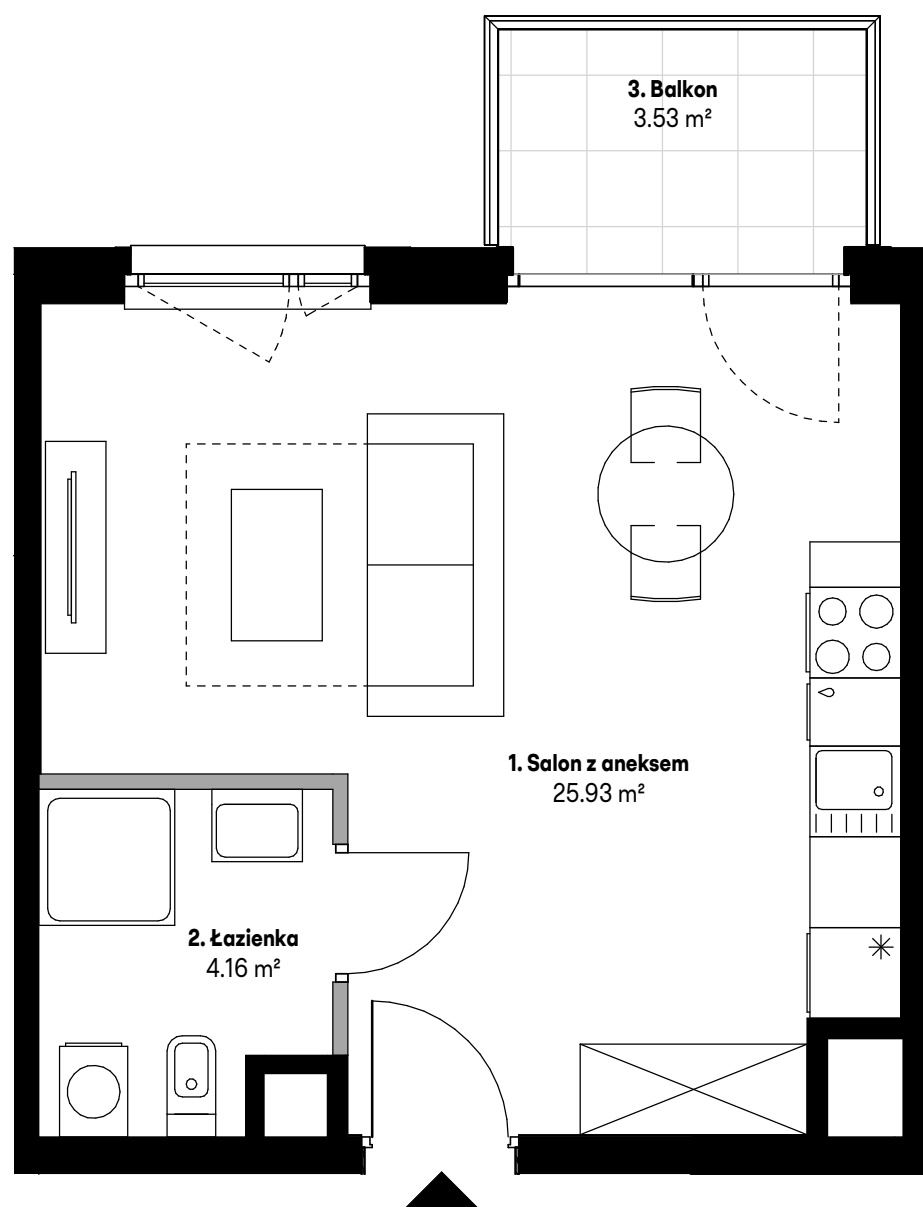 3. Balkon
3.53 m²
1. Salon z aneksem
25.93 m²
2. Łazienka
4.16 m²